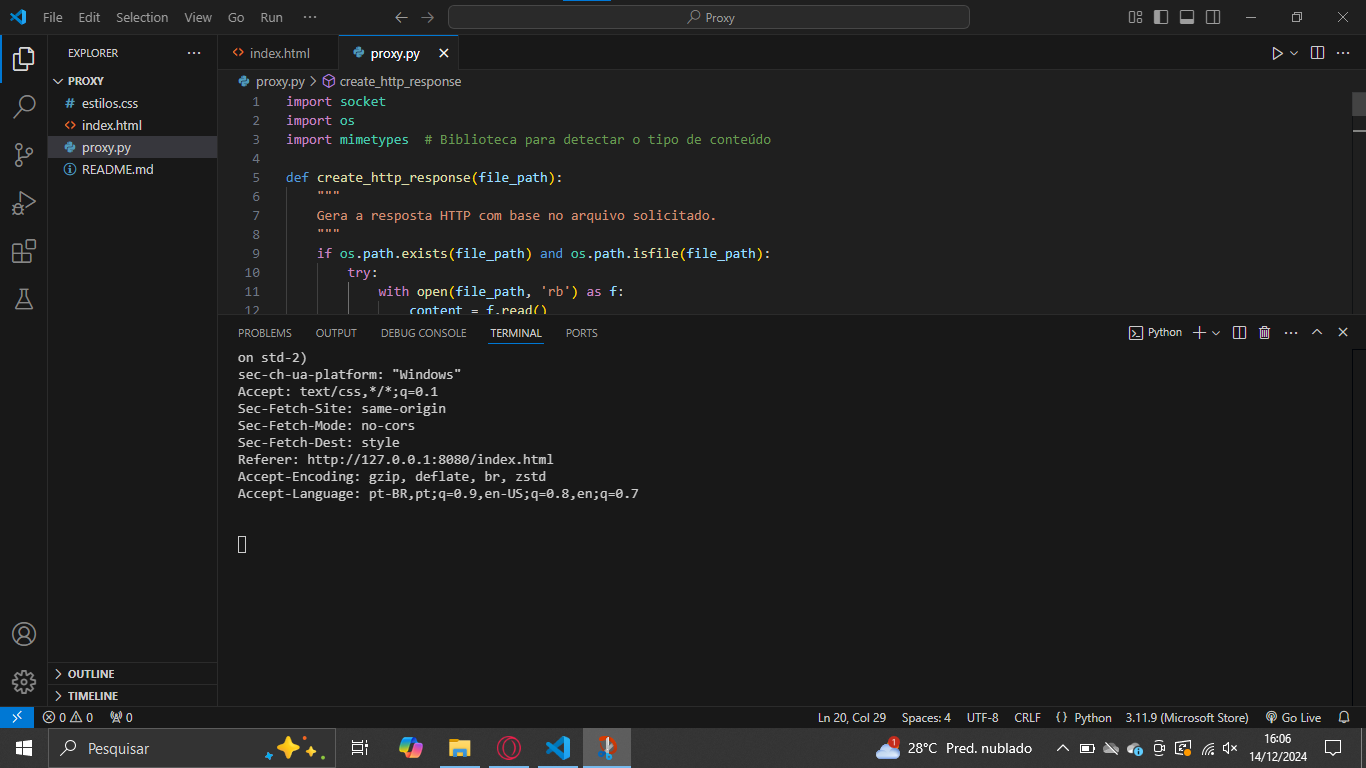 File Edit Selection View Go Run ··· Proxy
EXPLORER ···
PROXY
# estilos.css
<> index.html
proxy.py
README.md
OUTLINE
TIMELINE
<> index.html proxy.py
proxy.py > create_http_response
1 import socket
2 import os
3 import mimetypes # Biblioteca para detectar o tipo de conteúdo
4
5 def create_http_response(file_path):
6 """
7 Gera a resposta HTTP com base no arquivo solicitado.
8 """
9 if os.path.exists(file_path) and os.path.isfile(file_path):
10 try:
11 with open(file_path, 'rb') as f:
12 content = f.read()
PROBLEMS OUTPUT DEBUG CONSOLE TERMINAL PORTS Python
on std-2)
sec-ch-ua-platform: "Windows"
Accept: text/css,*/*;q=0.1
Sec-Fetch-Site: same-origin
Sec-Fetch-Mode: no-cors
Sec-Fetch-Dest: style
Referer: http://127.0.0.1:8080/index.html
Accept-Encoding: gzip, deflate, br, zstd
Accept-Language: pt-BR,pt;q=0.9,en-US;q=0.8,en;q=0.7
0 0 0 Ln 20, Col 29 Spaces: 4 UTF-8 CRLF {} Python 3.11.9 (Microsoft Store) Go Live
Pesquisar 28°C Pred. nublado 1 16:06
14/12/2024